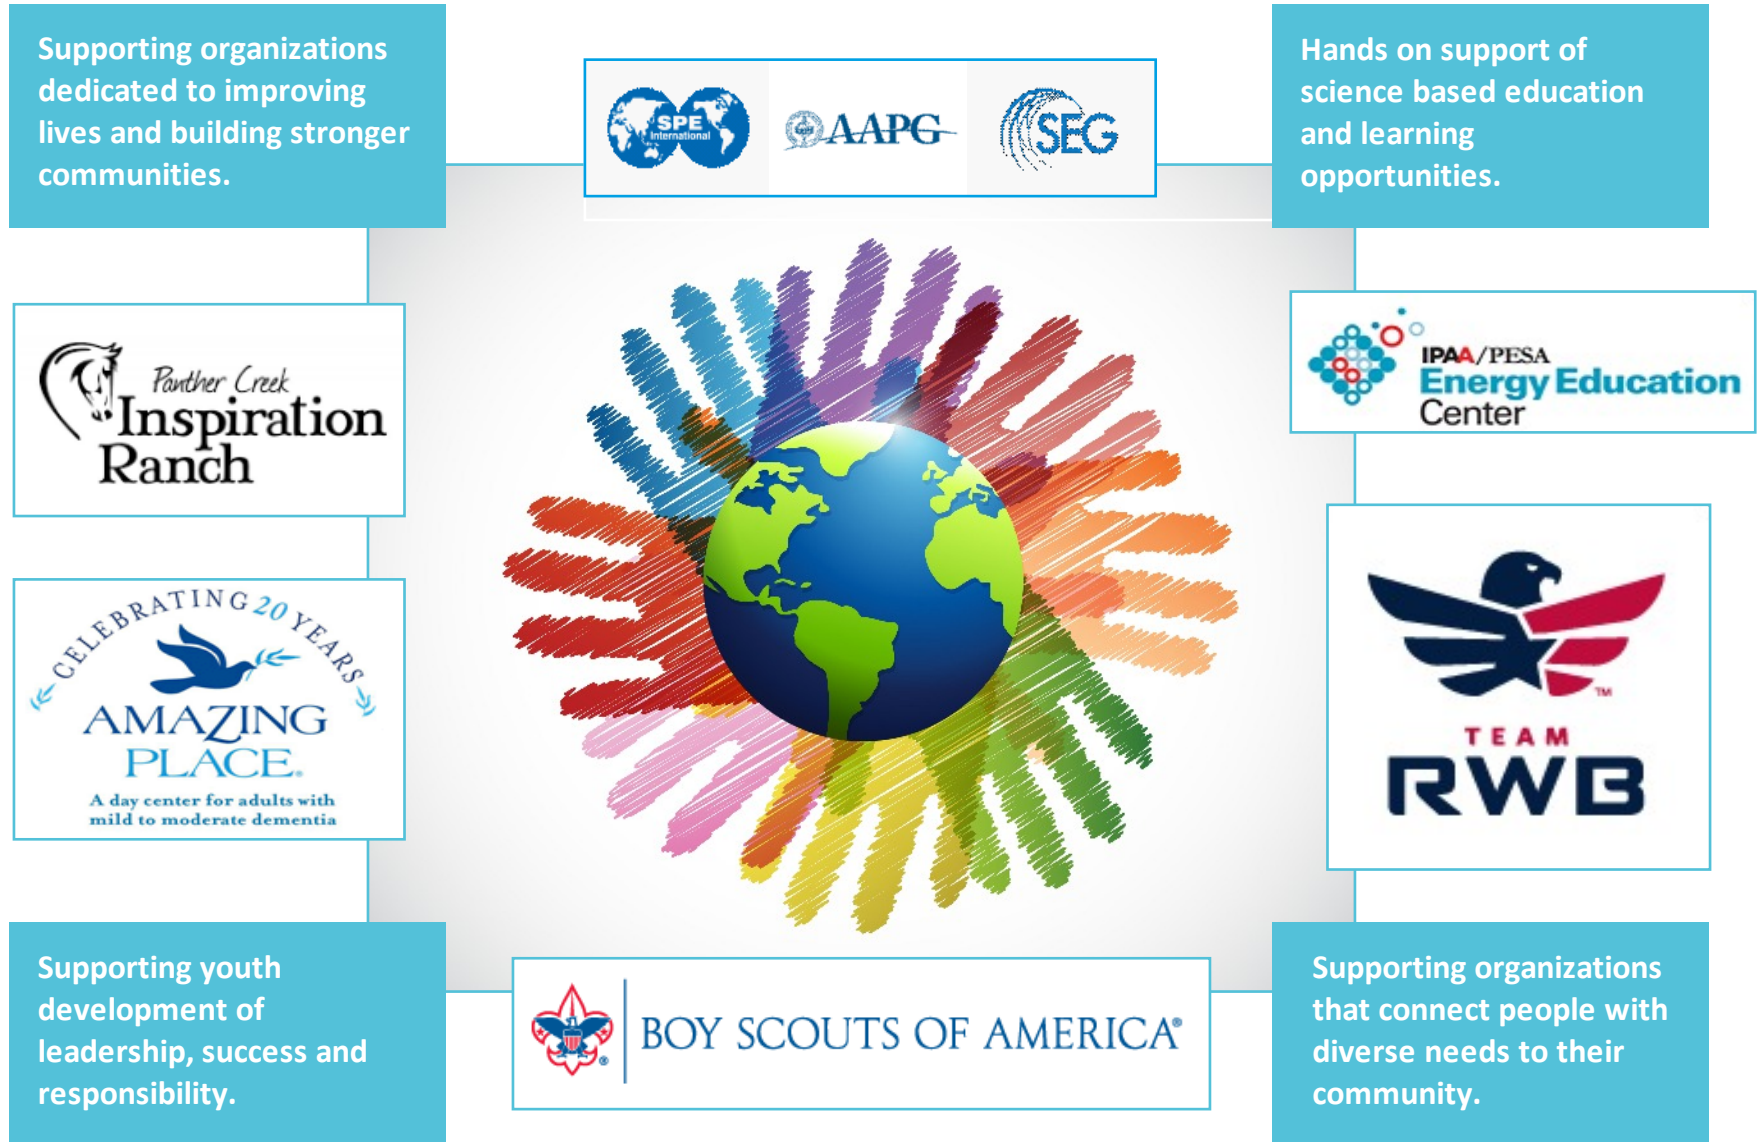 Supporting organizations
dedicated to improving
lives and building stronger
communities.
SPE
International
AAPG
SEG
Hands on support of
science based education
and learning
opportunities.
Panther Creek
Inspiration
Ranch
IPAA/PESA
Energy Education
Center
CELEBRATING 20 YEARS
AMAZING
PLACE®
A day center for adults with
mild to moderate dementia
TM
TEAM
RWB
Supporting youth
development of
leadership, success and
responsibility.
® BOY SCOUTS OF AMERICA®
Supporting organizations
that connect people with
diverse needs to their
community.